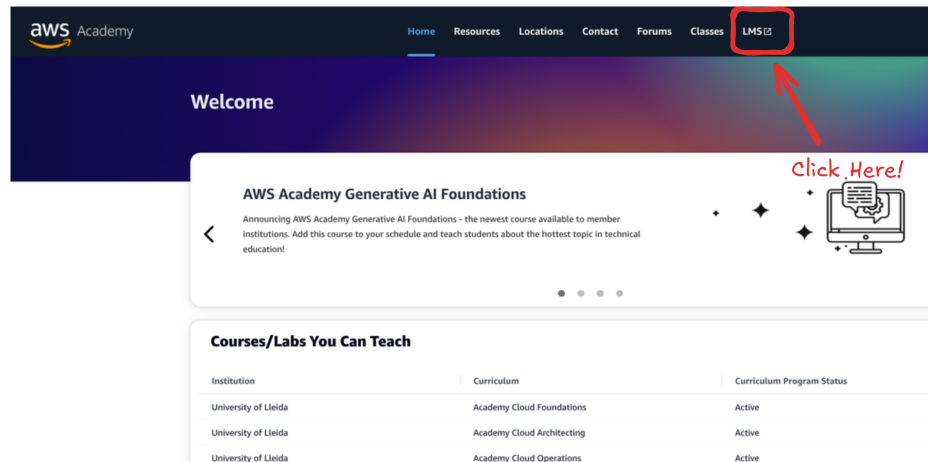 aws Academy
Home Resources Locations Contact Forums Classes LMS
Welcome
Click Here!
AWS Academy Generative AI Foundations
Announcing AWS Academy Generative AI Foundations - the newest course available to member
institutions. Add this course to your schedule and teach students about the hottest topic in technical
education!
Courses/Labs You Can Teach
Institution Curriculum Curriculum Program Status
University of Lleida Academy Cloud Foundations Active
University of Lleida Academy Cloud Architecting Active
University of Lleida Academy Cloud Operations Active